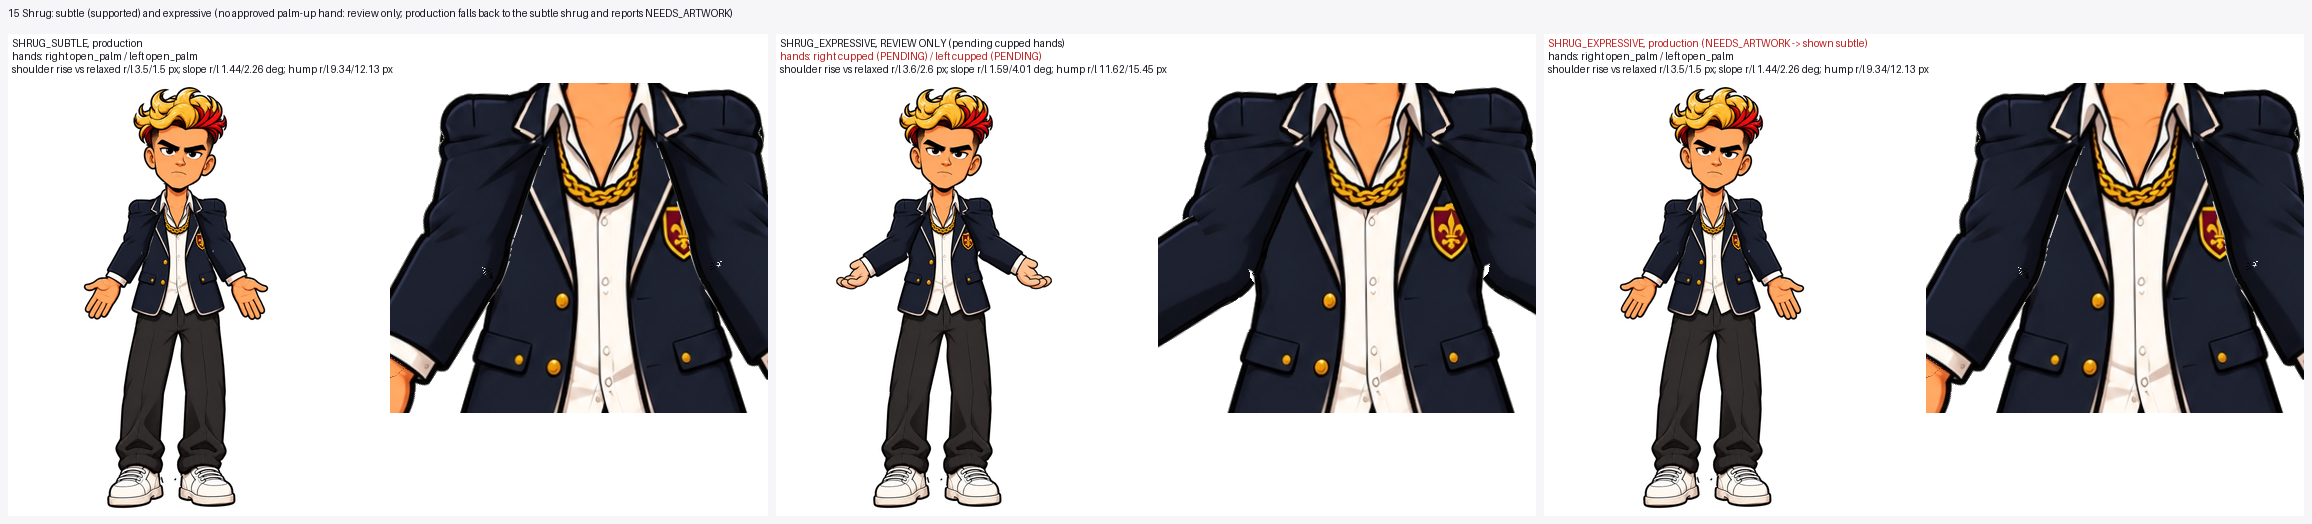 15 Shrug: subtle (supported) and expressive (no approved palm-up hand: review only; production falls back to the subtle shrug and reports NEEDS_ARTWORK)
SHRUG_SUBTLE, production
hands: right open_palm / left open_palm
shoulder rise vs relaxed r/l 3.5/1.5 px; slope r/l 1.44/2.26 deg; hump r/l 9.34/12.13 px
SHRUG_EXPRESSIVE, REVIEW ONLY (pending cupped hands)
hands: right cupped (PENDING) / left cupped (PENDING)
shoulder rise vs relaxed r/l 3.6/2.6 px; slope r/l 1.59/4.01 deg; hump r/l 11.62/15.45 px
SHRUG_EXPRESSIVE, production (NEEDS_ARTWORK -> shown subtle)
hands: right open_palm / left open_palm
shoulder rise vs relaxed r/l 3.5/1.5 px; slope r/l 1.44/2.26 deg; hump r/l 9.34/12.13 px